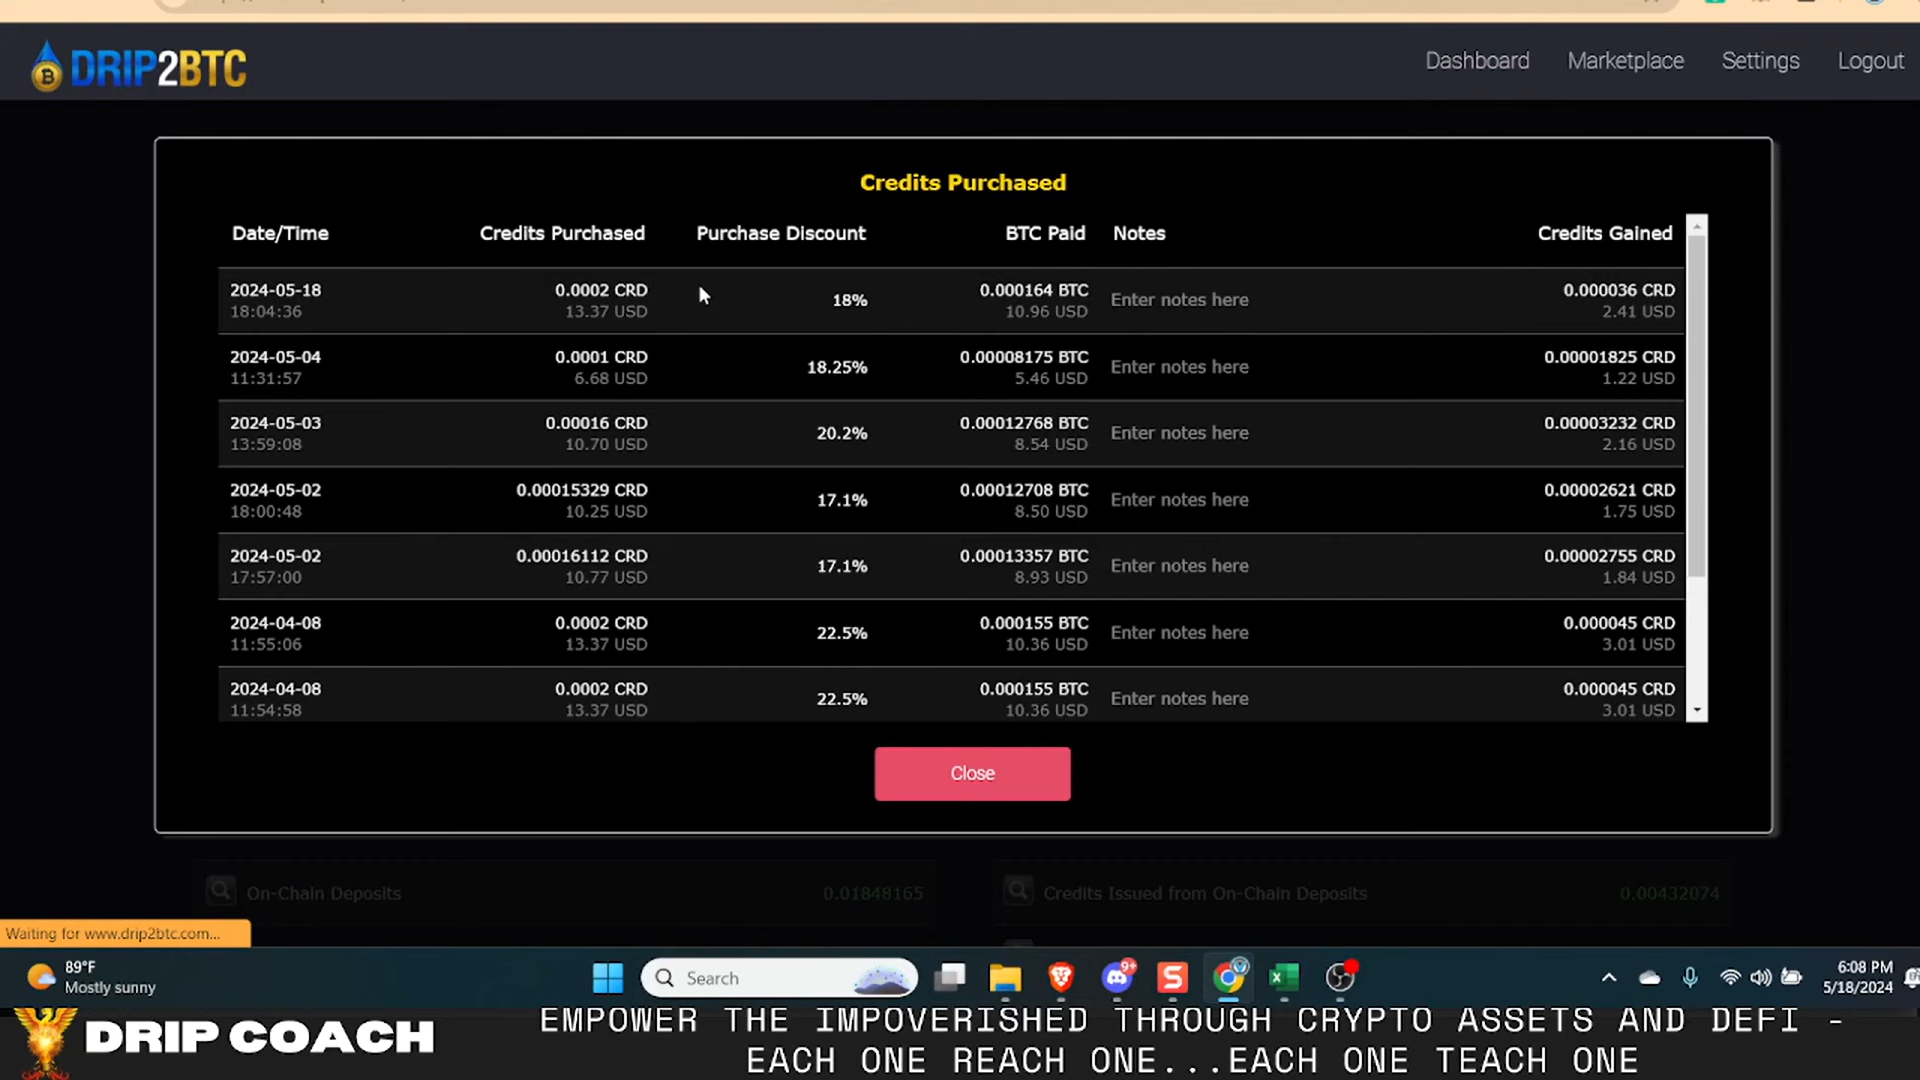 DRIP2BTC
Dashboard Marketplace Settings Logout
Credits Purchased
Date/Time Credits Purchased Purchase Discount BTC Paid Notes Credits Gained
2024-05-18 0.0002 CRD 18% 0.000164 BTC Enter notes here 0.000036 CRD
18:04:36 13.37 USD 10.96 USD 2.41 USD
2024-05-04 0.0001 CRD 18.25% 0.00008175 BTC Enter notes here 0.00001825 CRD
11:31:57 6.68 USD 5.46 USD 1.22 USD
2024-05-03 0.00016 CRD 20.2% 0.00012768 BTC Enter notes here 0.00003232 CRD
13:59:08 10.70 USD 8.54 USD 2.16 USD
2024-05-02 0.00015329 CRD 17.1% 0.00012708 BTC Enter notes here 0.00002621 CRD
18:00:48 10.25 USD 8.50 USD 1.75 USD
2024-05-02 0.00016112 CRD 17.1% 0.00013357 BTC Enter notes here 0.00002755 CRD
17:57:00 10.77 USD 8.93 USD 1.84 USD
2024-04-08 0.0002 CRD 22.5% 0.000155 BTC Enter notes here 0.000045 CRD
11:55:06 13.37 USD 10.36 USD 3.01 USD
2024-04-08 0.0002 CRD 22.5% 0.000155 BTC Enter notes here 0.000045 CRD
11:54:58 13.37 USD 10.36 USD 3.01 USD
Close
On-Chain Deposits 0.01848165 Credits Issued from On-Chain Deposits 0.00432074
Waiting for www.drip2btc.com...
89°F
Mostly sunny
Search
9+
6:08 PM
5/18/2024
DRIP COACH
EMPOWER THE IMPOVERISHED THROUGH CRYPTO ASSETS AND DEFI -
EACH ONE REACH ONE...EACH ONE TEACH ONE